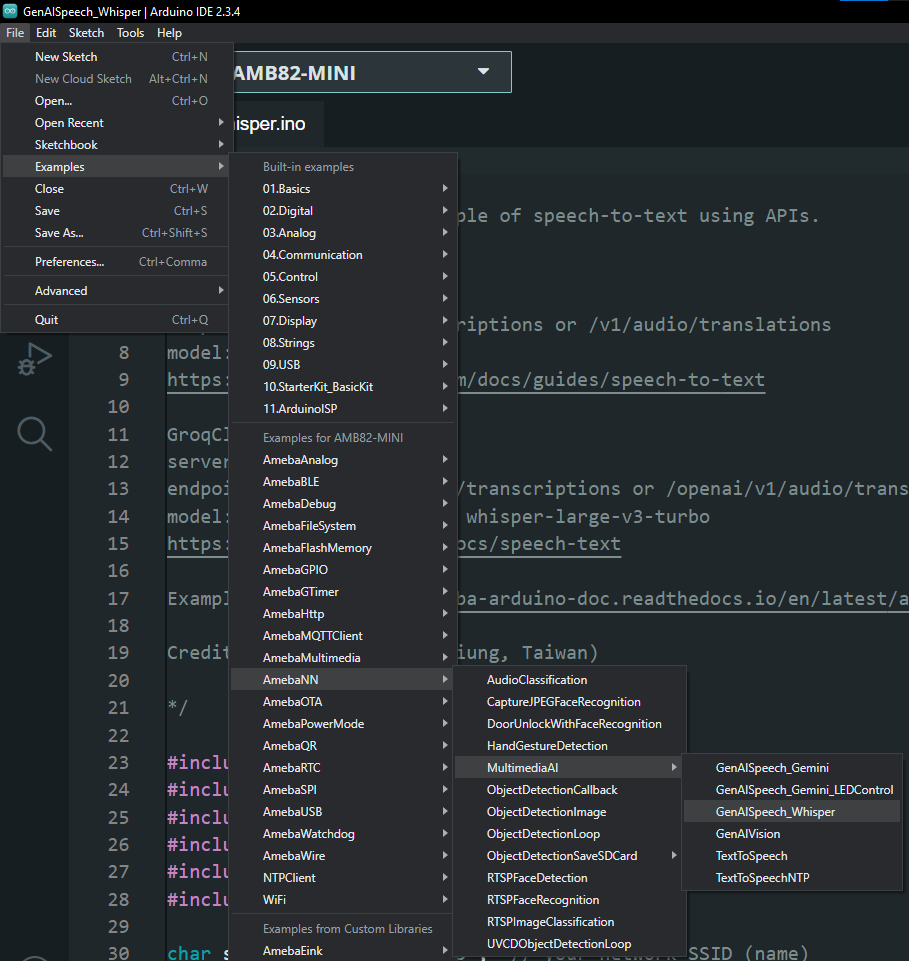 GenAISpeech_Whisper | Arduino IDE 2.3.4
File Edit Sketch Tools Help
New Sketch Ctrl+N
New Cloud Sketch Alt+Ctrl+N
Open... Ctrl+O
Open Recent
Sketchbook
Examples
Close Ctrl+W
Save Ctrl+S
Save As... Ctrl+Shift+S
Preferences... Ctrl+Comma
Advanced
Quit Ctrl+Q
AMB82-MINI
isper.ino
Built-in examples
01.Basics
02.Digital
03.Analog
04.Communication
05.Control
06.Sensors
07.Display
08.Strings
09.USB
10.StarterKit_BasicKit
11.ArduinoISP
Examples for AMB82-MINI
AmebaAnalog
AmebaBLE
AmebaDebug
AmebaFileSystem
AmebaFlashMemory
AmebaGPIO
AmebaGTimer
AmebaHttp
AmebaMQTTClient
AmebaMultimedia
AmebaNN
AmebaOTA
AmebaPowerMode
AmebaQR
AmebaRTC
AmebaSPI
AmebaUSB
AmebaWatchdog
AmebaWire
NTPClient
WiFi
Examples from Custom Libraries
AmebaEink
AudioClassification
CaptureJPEGFaceRecognition
DoorUnlockWithFaceRecognition
HandGestureDetection
MultimediaAI
ObjectDetectionCallback
ObjectDetectionImage
ObjectDetectionLoop
ObjectDetectionSaveSDCard
RTSPFaceDetection
RTSPFaceRecognition
RTSPImageClassification
UVCDObjectDetectionLoop
GenAISpeech_Gemini
GenAISpeech_Gemini_LEDControl
GenAISpeech_Whisper
GenAIVision
TextToSpeech
TextToSpeechNTP
ple of speech-to-text using APIs.
riptions or /v1/audio/translations
8 model:
9 https: m/docs/guides/speech-to-text
10
11 GroqCl
12 server
13 endpoi /transcriptions or /openai/v1/audio/trans
14 model: whisper-large-v3-turbo
15 https: ocs/speech-text
16
17 Exampl ba-arduino-doc.readthedocs.io/en/latest/a
18
19 Credit iung, Taiwan)
20
21 */
22
23 #inclu
24 #inclu
25 #inclu
26 #inclu
27 #inclu
28 #inclu
29
30 char s // your network SSID (name)